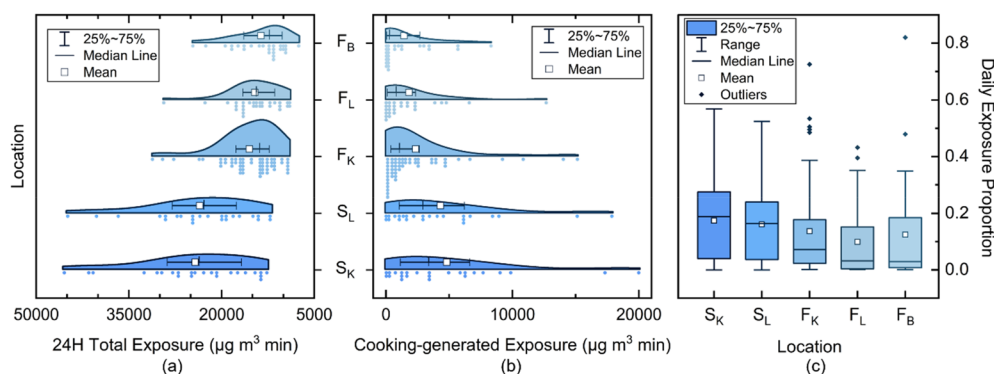 25%~75%
Median Line
Mean
Location
50000
35000
20000
5000
24H Total Exposure (µg m³ min)
(a)
F_B
F_L
F_K
S_L
S_K
25%~75%
Median Line
Mean
0
10000
20000
Cooking-generated Exposure (µg m³ min)
(b)
25%~75%
Range
Median Line
Mean
Outliers
0.8
0.6
0.4
0.2
0.0
Daily Exposure Proportion
S_K S_L F_K F_L F_B
Location
(c)